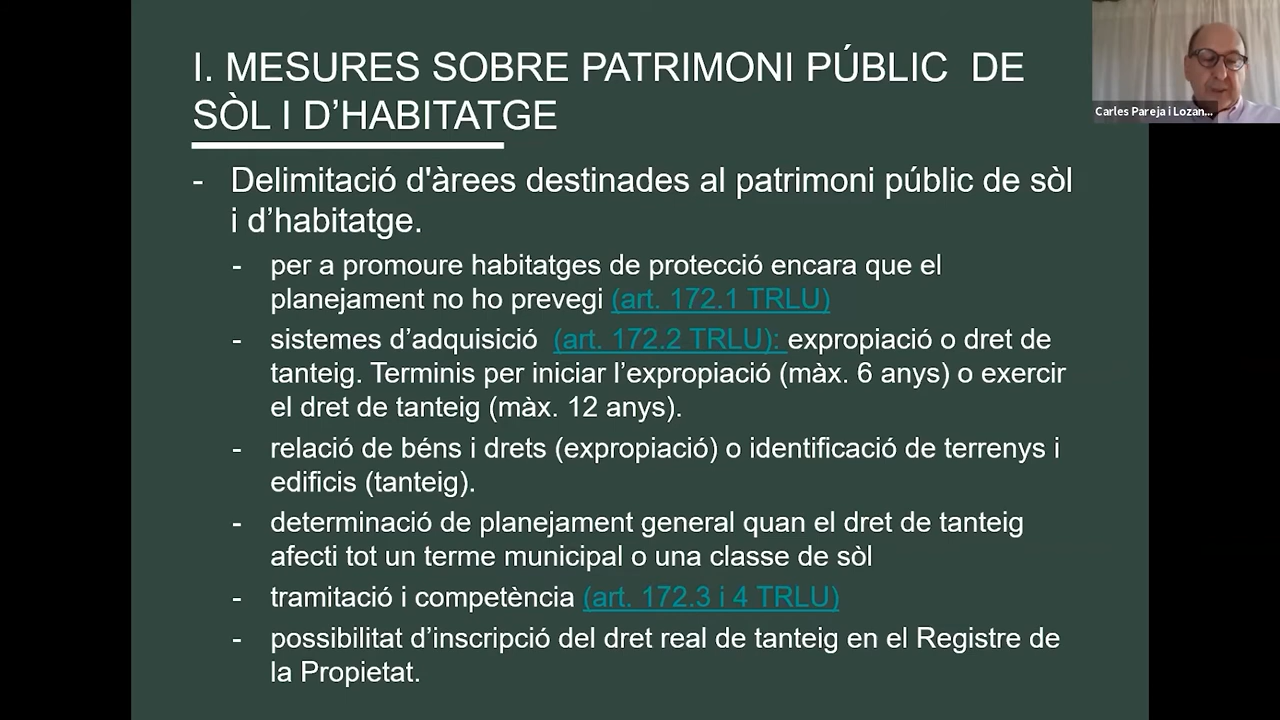 I. MESURES SOBRE PATRIMONI PÚBLIC DE
SÒL I D’HABITATGE
- Delimitació d'àrees destinades al patrimoni públic de sòl
i d’habitatge.
- per a promoure habitatges de protecció encara que el
planejament no ho prevegi (art. 172.1 TRLU)
- sistemes d’adquisició (art. 172.2 TRLU): expropiació o dret de
tanteig. Terminis per iniciar l’expropiació (màx. 6 anys) o exercir
el dret de tanteig (màx. 12 anys).
- relació de béns i drets (expropiació) o identificació de terrenys i
edificis (tanteig).
- determinació de planejament general quan el dret de tanteig
afecti tot un terme municipal o una classe de sòl
- tramitació i competència (art. 172.3 i 4 TRLU)
- possibilitat d’inscripció del dret real de tanteig en el Registre de
la Propietat.
Carles Pareja i Lozan...